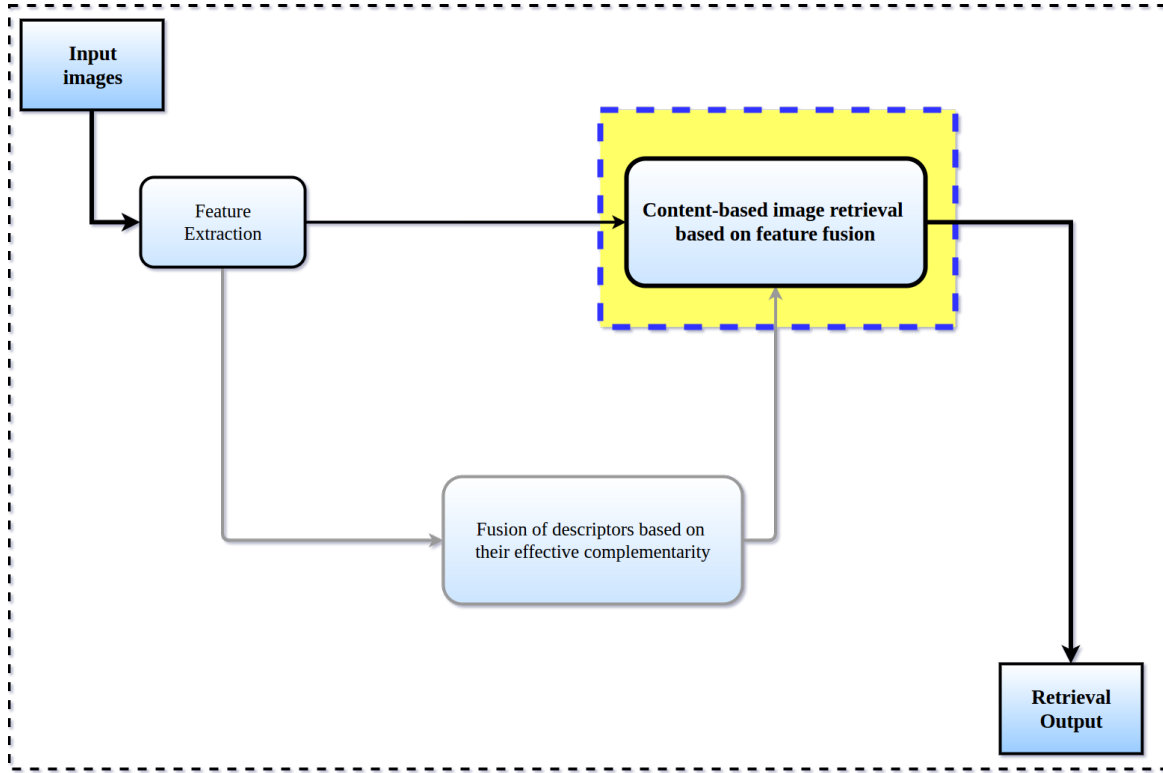 Input
images
Feature
Extraction
Content-based image retrieval
based on feature fusion
Fusion of descriptors based on
their effective complementarity
Retrieval
Output